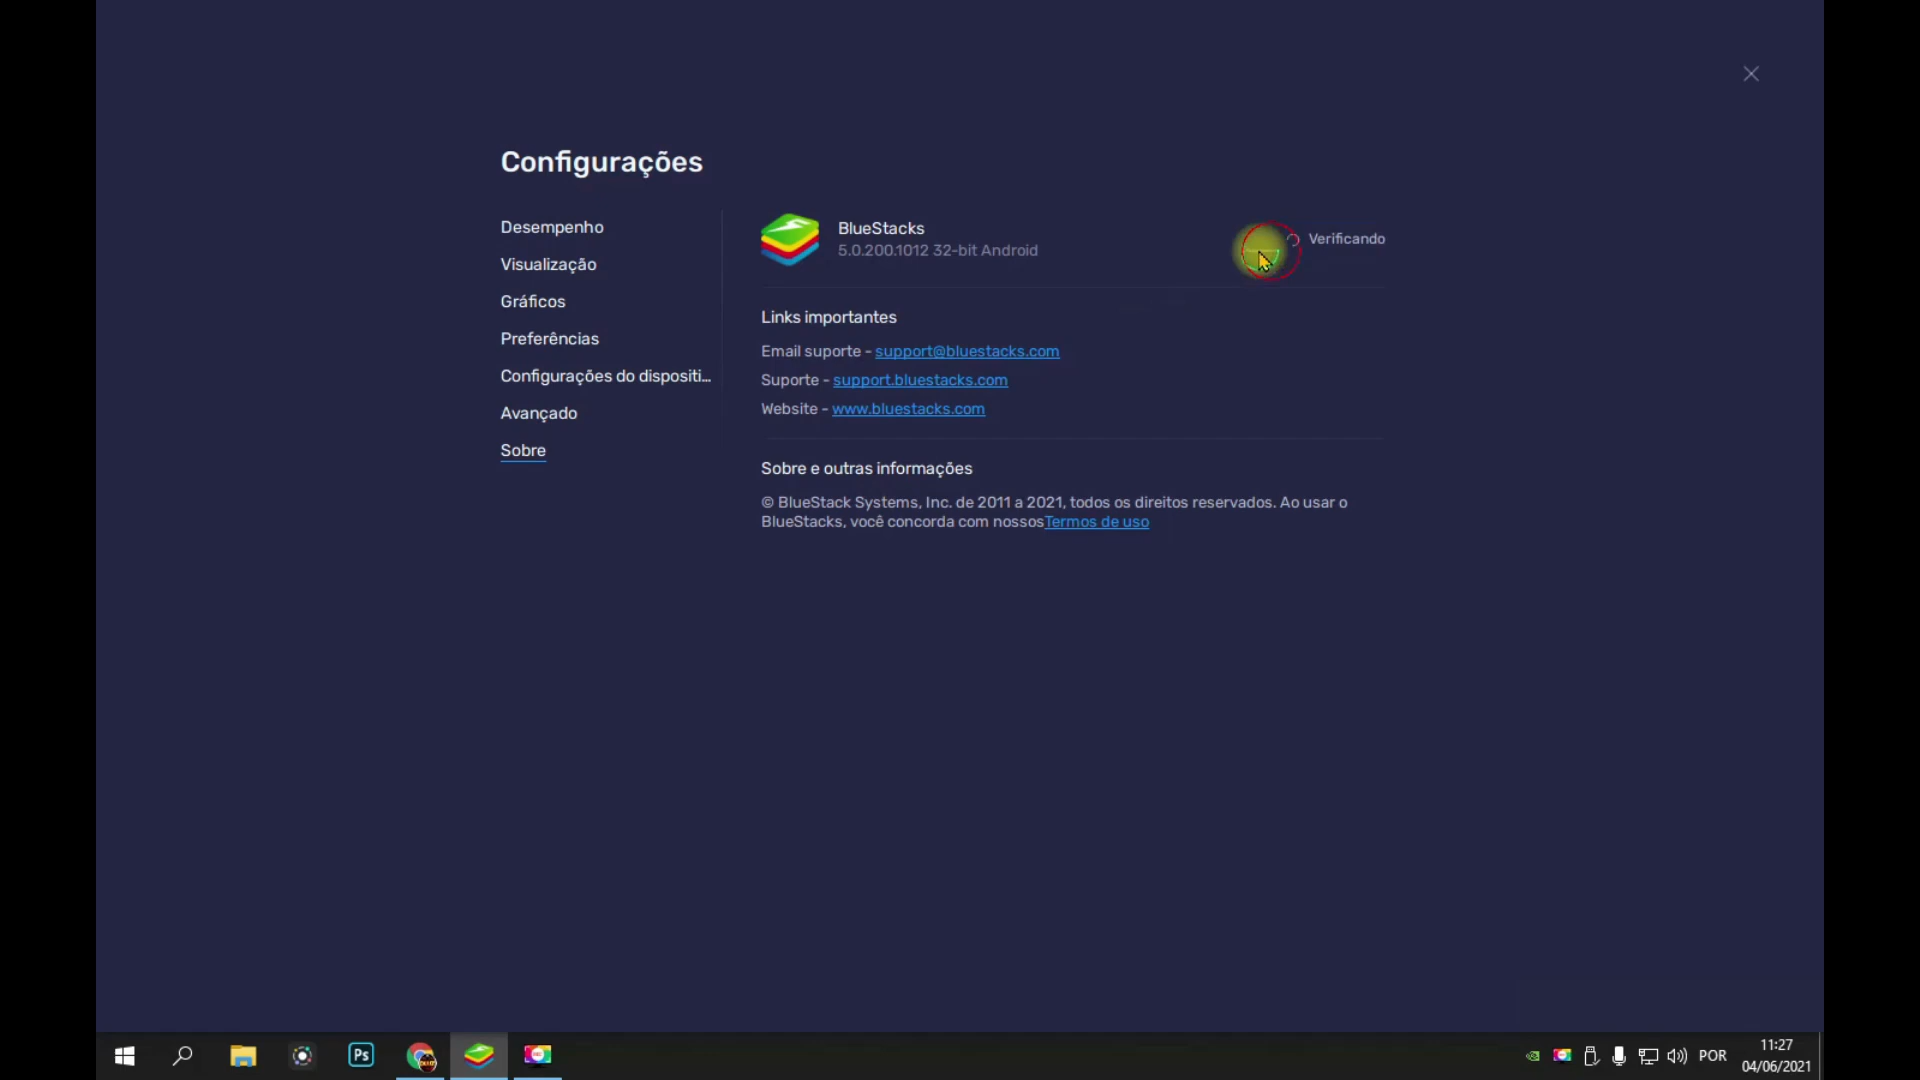 Configurações
Desempenho
Visualização
Gráficos
Preferências
Configurações do dispositi...
Avançado
Sobre
BlueStacks
5.0.200.1012 32-bit Android
Verificando
Links importantes
Email suporte - support@bluestacks.com
Suporte - support.bluestacks.com
Website - www.bluestacks.com
Sobre e outras informações
© BlueStack Systems, Inc. de 2011 a 2021, todos os direitos reservados. Ao usar o
BlueStacks, você concorda com nossosTermos de uso
Ps
POR
11:27
04/06/2021